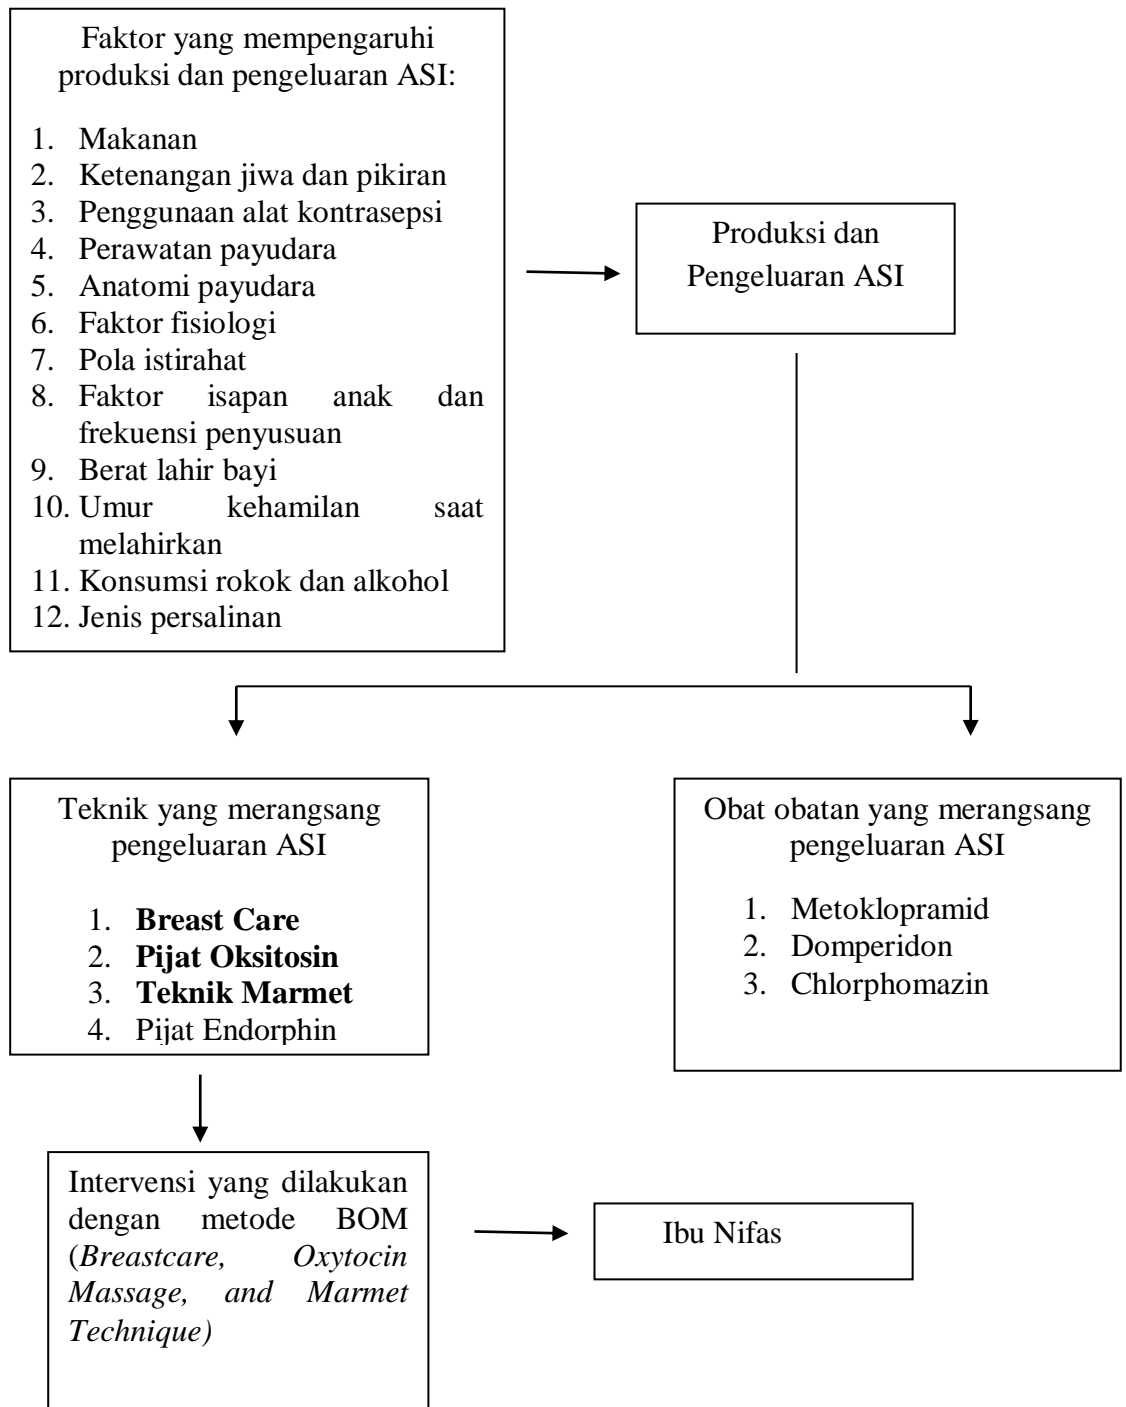 Faktor yang mempengaruhi
produksi dan pengeluaran ASI:
1. Makanan
2. Ketenangan jiwa dan pikiran
3. Penggunaan alat kontrasepsi
4. Perawatan payudara
5. Anatomi payudara
6. Faktor fisiologi
7. Pola istirahat
8. Faktor isapan anak dan
frekuensi penyusuan
9. Berat lahir bayi
10. Umur kehamilan saat
melahirkan
11. Konsumsi rokok dan alkohol
12. Jenis persalinan
Produksi dan
Pengeluaran ASI
Teknik yang merangsang
pengeluaran ASI
1. Breast Care
2. Pijat Oksitosin
3. Teknik Marmet
4. Pijat Endorphin
Obat obatan yang merangsang
pengeluaran ASI
1. Metoklopramid
2. Domperidon
3. Chlorphomazin
Intervensi yang dilakukan
dengan metode BOM
(Breastcare, Oxytocin
Massage, and Marmet
Technique)
Ibu Nifas